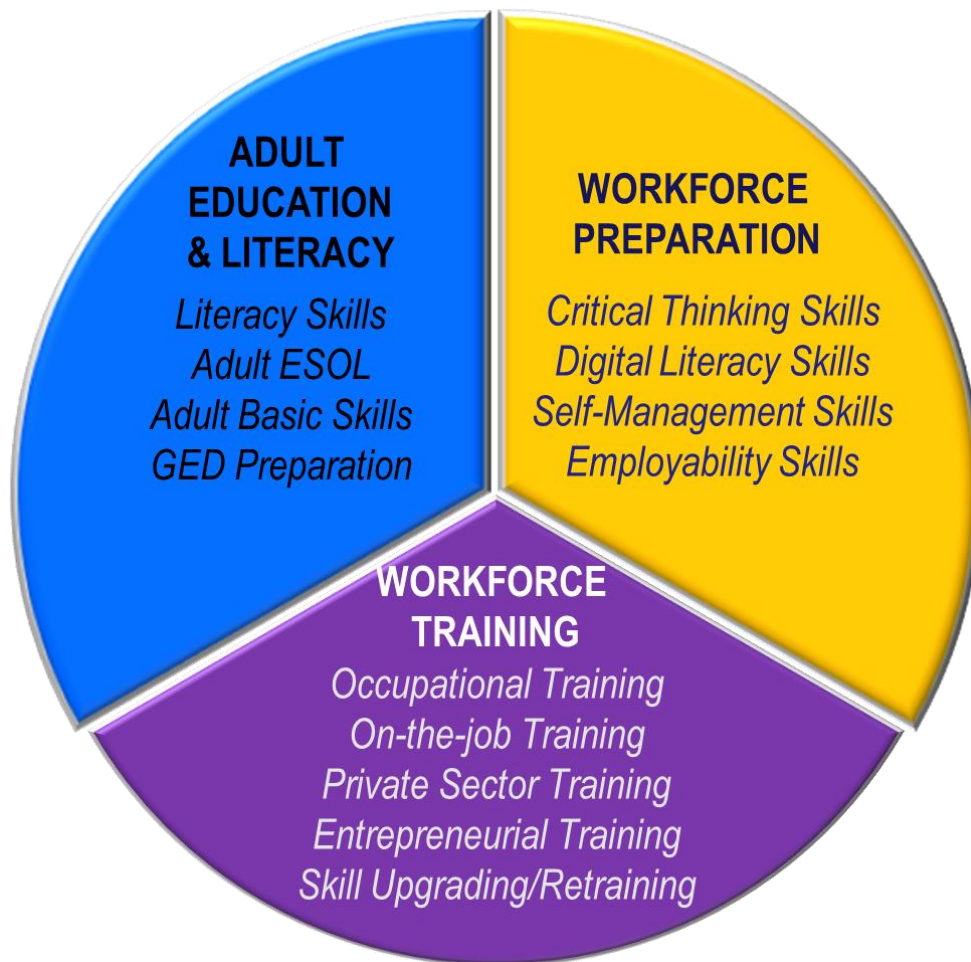 ADULT
EDUCATION
& LITERACY
Literacy Skills
Adult ESOL
Adult Basic Skills
GED Preparation
WORKFORCE
PREPARATION
Critical Thinking Skills
Digital Literacy Skills
Self-Management Skills
Employability Skills
WORKFORCE
TRAINING
Occupational Training
On-the-job Training
Private Sector Training
Entrepreneurial Training
Skill Upgrading/Retraining